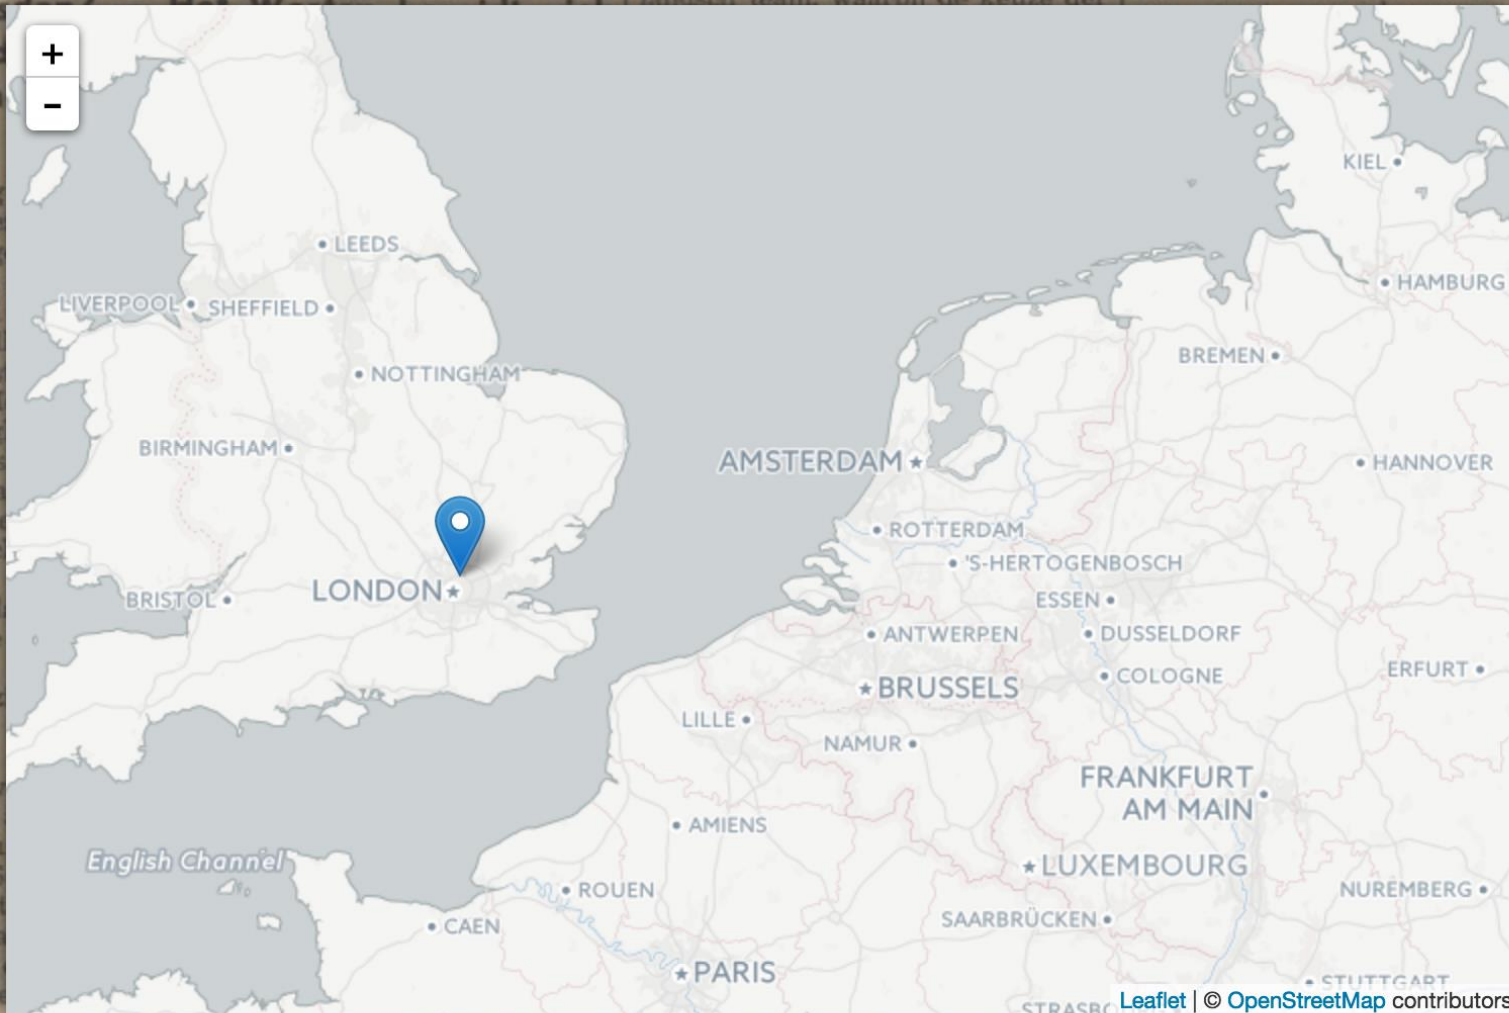 +
-
KIEL
LEEDS
HAMBURG
LIVERPOOL
SHEFFIELD
BREMEN
NOTTINGHAM
BIRMINGHAM
AMSTERDAM
HANNOVER
ROTTERDAM
'S-HERTOGENBOSCH
LONDON
BRISTOL
ESSEN
ANTWERPEN
DUSSELDORF
ERFURT
COLOGNE
BRUSSELS
LILLE
NAMUR
FRANKFURT
AM MAIN
AMIENS
English Channel
LUXEMBOURG
ROUEN
NUREMBERG
SAARBRÜCKEN
CAEN
PARIS
STUTTGART
Leaflet | © OpenStreetMap contributors